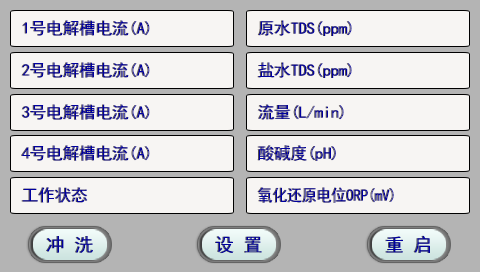 1号电解槽电流(A)
原水TDS(ppm)
2号电解槽电流(A)
盐水TDS(ppm)
3号电解槽电流(A)
流量(L/min)
4号电解槽电流(A)
酸碱度(pH)
工作状态
氧化还原电位ORP(mV)
冲 洗
设 置
重 启